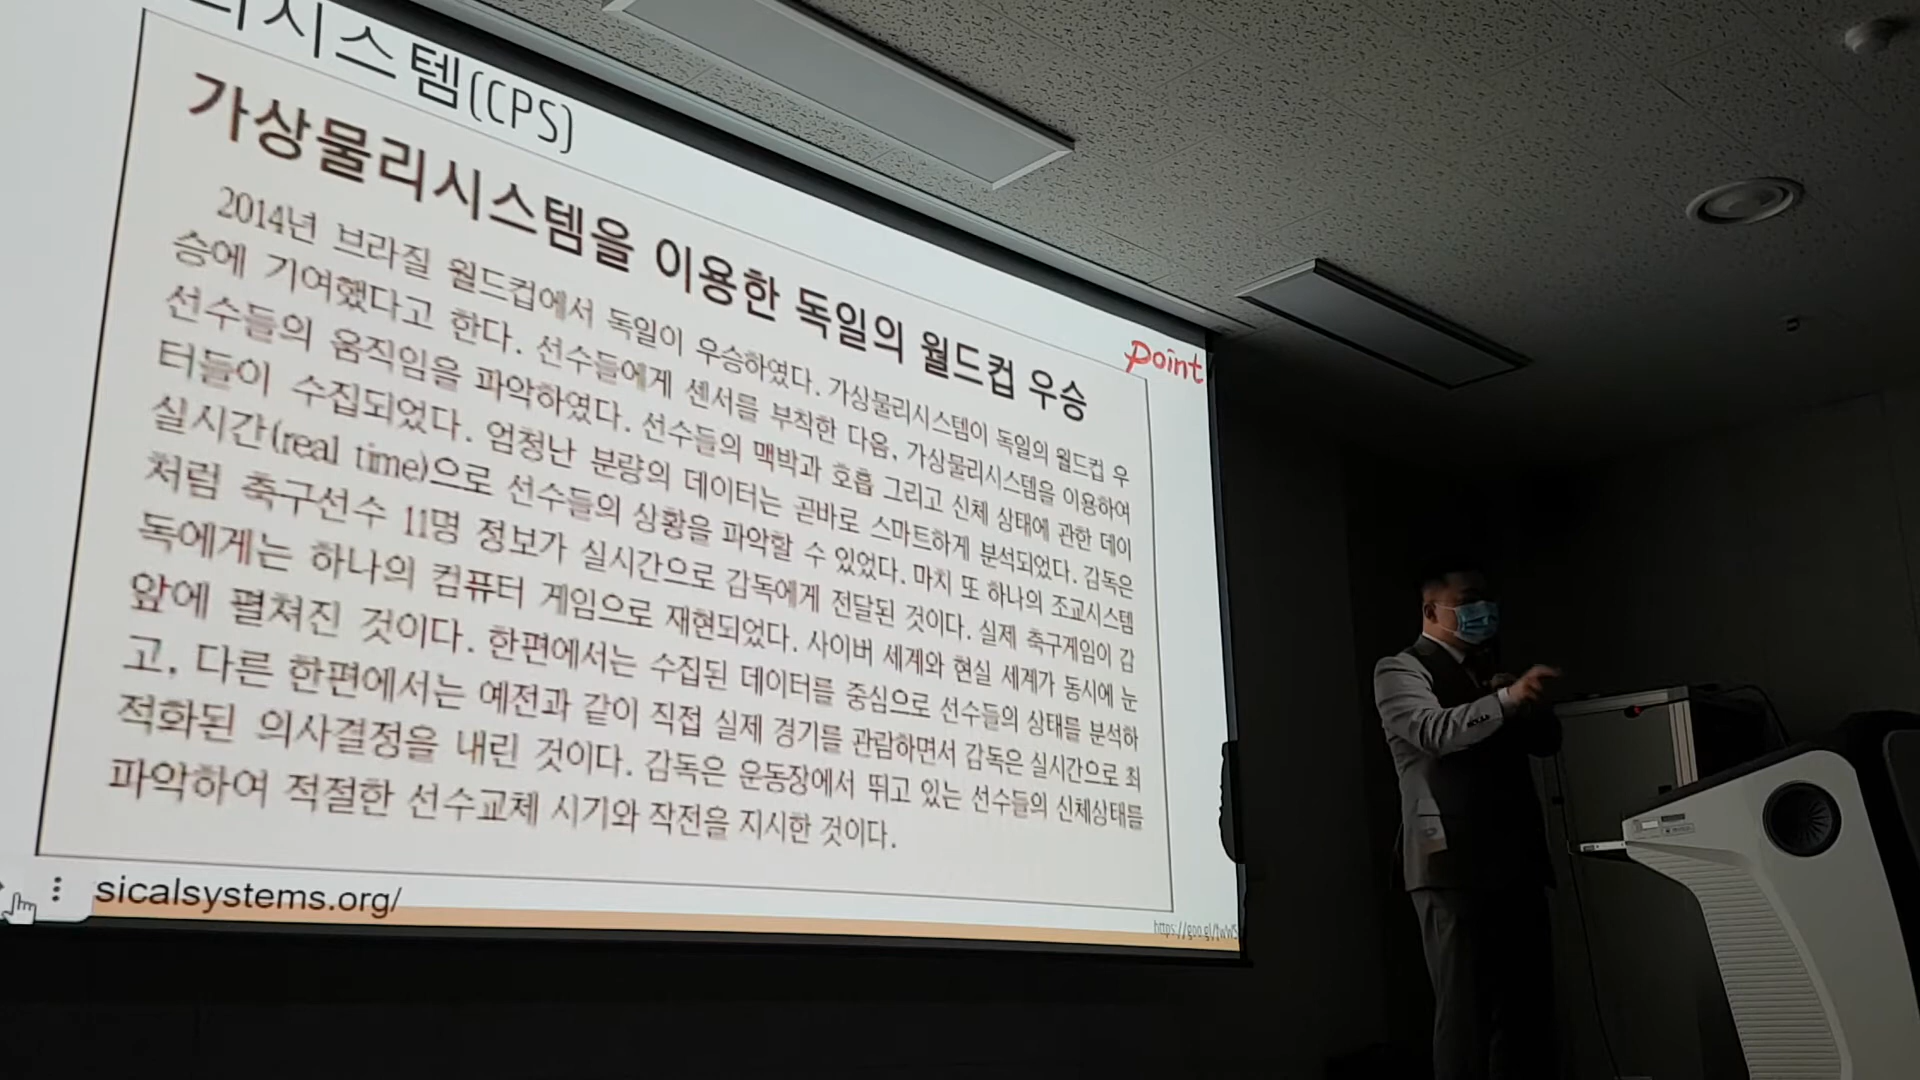 리시스템(CPS)
가상물리시스템을 이용한 독일의 월드컵 우승
point
2014년 브라질 월드컵에서 독일이 우승하였다. 가상물리시스템이 독일의 월드컵 우
승에 기여했다고 한다. 선수들에게 센서를 부착한 다음, 가상물리시스템을 이용하여
선수들의 움직임을 파악하였다. 선수들의 맥박과 호흡 그리고 신체 상태에 관한 데이
터들이 수집되었다. 엄청난 분량의 데이터는 곧바로 스마트하게 분석되었다. 감독은
실시간(real time)으로 선수들의 상황을 파악할 수 있었다. 마치 또 하나의 조교시스템
처럼 축구선수 11명 정보가 실시간으로 감독에게 전달된 것이다. 실제 축구게임이 감
독에게는 하나의 컴퓨터 게임으로 재현되었다. 사이버 세계와 현실 세계가 동시에 눈
앞에 펼쳐진 것이다. 한편에서는 수집된 데이터를 중심으로 선수들의 상태를 분석하
고, 다른 한편에서는 예전과 같이 직접 실제 경기를 관람하면서 감독은 실시간으로 최
적화된 의사결정을 내린 것이다. 감독은 운동장에서 뛰고 있는 선수들의 신체상태를
파악하여 적절한 선수교체 시기와 작전을 지시한 것이다.
sicalsystems.org/